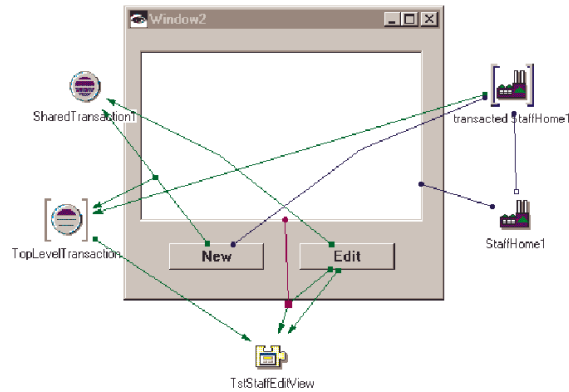 Window2
SharedTransaction1
transacted StaffHome1
TopLevelTransaction
New
Edit
StaffHome1
TstStaffEditView